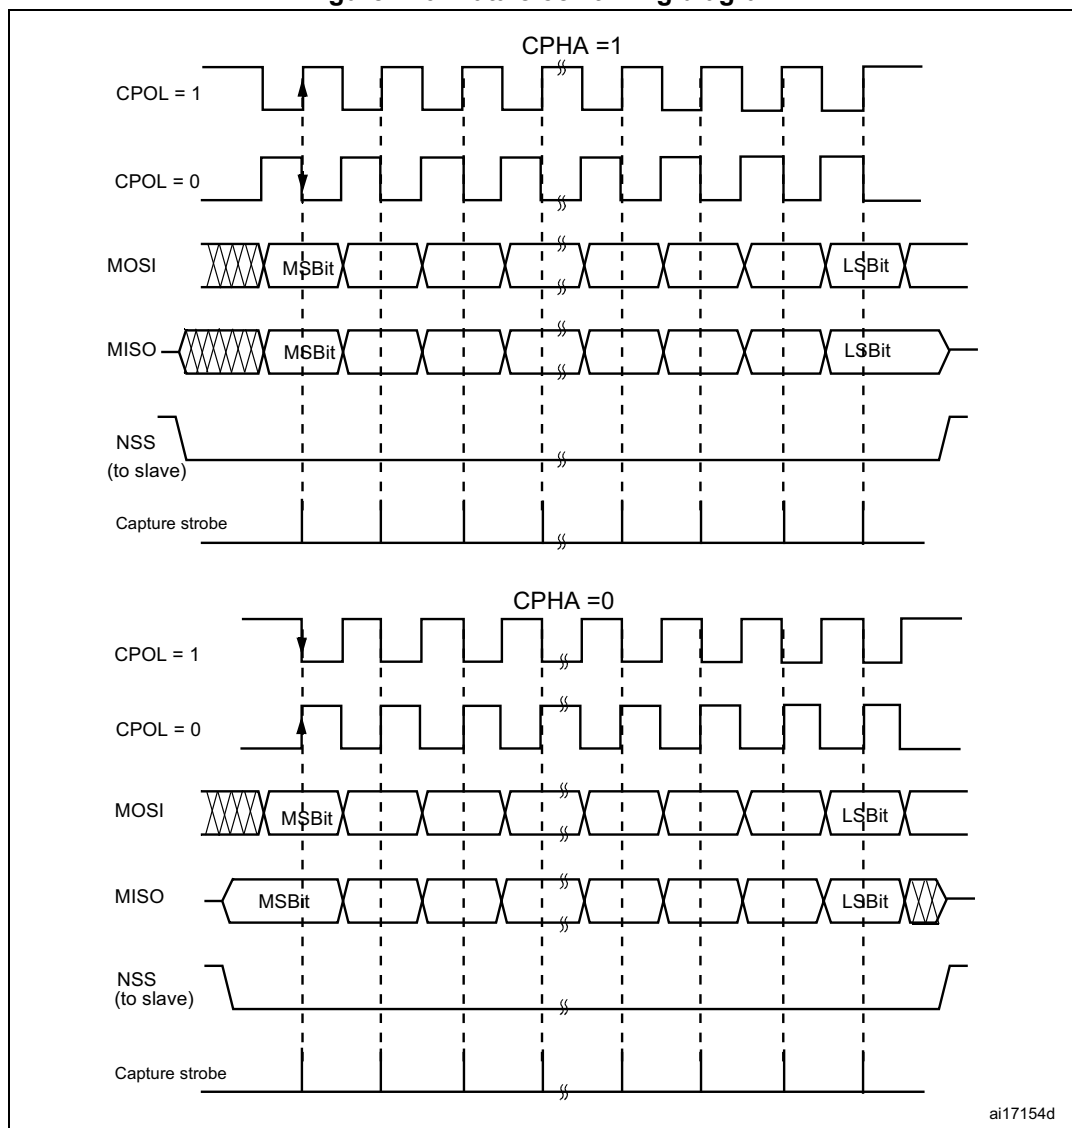 CPHA =1
CPOL = 1
CPOL = 0
MOSI MSBit LSBit
MISO MSBit LSBit
NSS
(to slave)
Capture strobe
CPHA =0
CPOL = 1
CPOL = 0
MOSI MSBit LSBit
MISO MSBit LSBit
NSS
(to slave)
Capture strobe
ai17154d